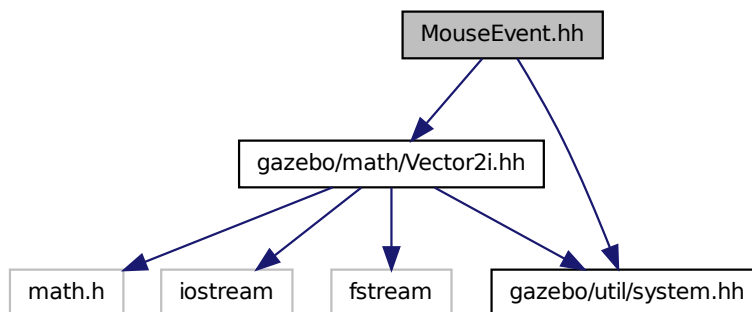 MouseEvent.hh
gazebo/math/Vector2i.hh
math.h
iostream
fstream
gazebo/util/system.hh